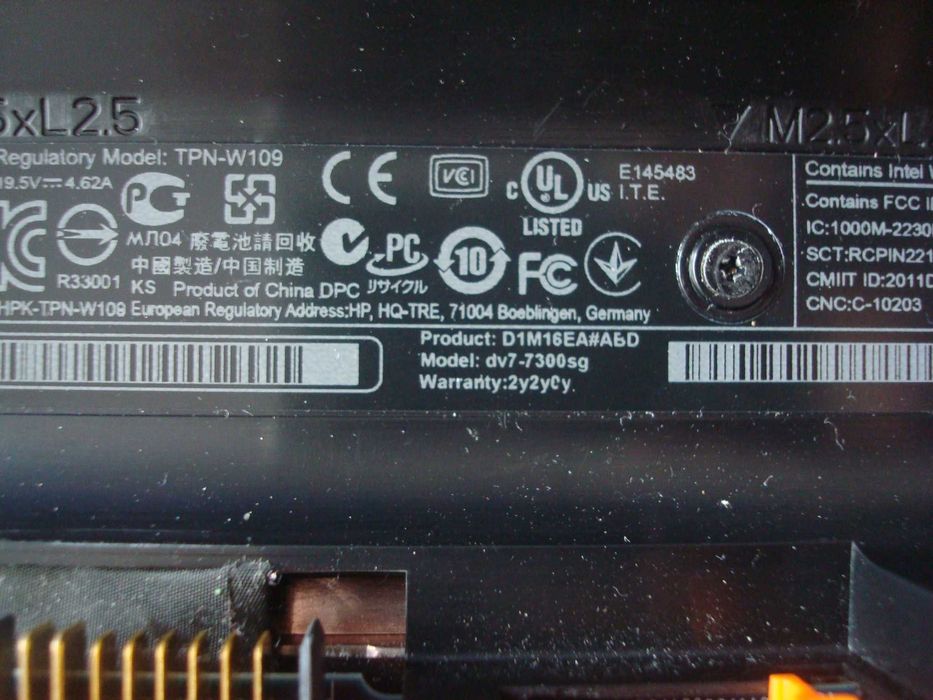 5xL2.5
M2.5xL
Regulatory Model: TPN-W109
19.5V⎓4.62A
R33001
МЛ04 廢電池請回收
中國製造/中国制造
KS Product of China DPC
HPK-TPN-W109 European Regulatory Address:HP, HQ-TRE, 71004 Boeblingen, Germany
CE
VCCI
C UL US
LISTED
E145483
I.T.E.
PC
リサイクル
10
FC
Contains Intel W
Contains FCC I
IC:1000M-2230
SCT:RCPIN221
CMIIT ID:2011D
CNC:C-10203
Product: D1M16EA#ABD
Model: dv7-7300sg
Warranty:2y2y0y